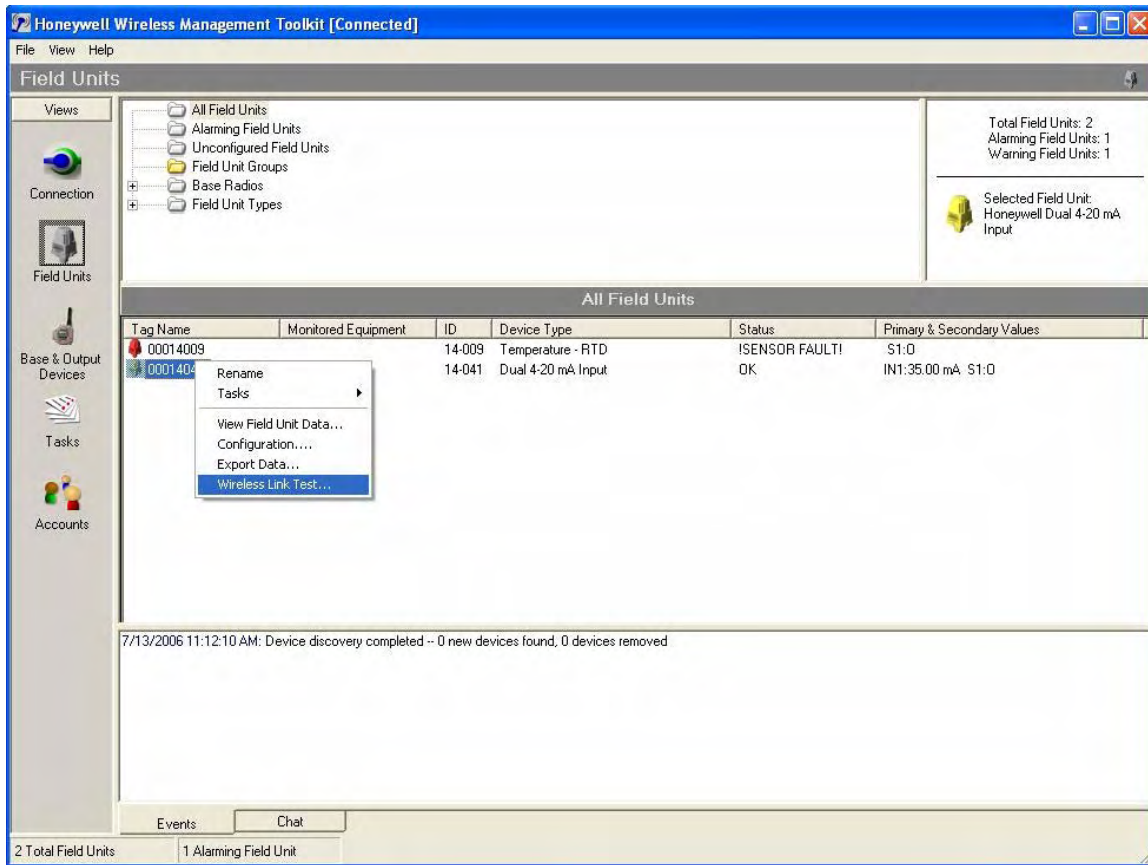 Honeywell Wireless Management Toolkit [Connected]
File View Help
Field Units
Views
Connection
Field Units
Base & Output
Devices
Tasks
Accounts
All Field Units
Alarming Field Units
Unconfigured Field Units
Field Unit Groups
Base Radios
Field Unit Types
Total Field Units: 2
Alarming Field Units: 1
Warning Field Units: 1
Selected Field Unit:
Honeywell Dual 4-20 mA
Input
All Field Units
Tag Name Monitored Equipment ID Device Type Status Primary & Secondary Values
00014009 14-009 Temperature - RTD !SENSOR FAULT! S1:O
0001404 14-041 Dual 4-20 mA Input OK IN1:35.00 mA S1:O
Rename
Tasks
View Field Unit Data...
Configuration....
Export Data...
Wireless Link Test...
7/13/2006 11:12:10 AM: Device discovery completed -- 0 new devices found, 0 devices removed
Events Chat
2 Total Field Units 1 Alarming Field Unit